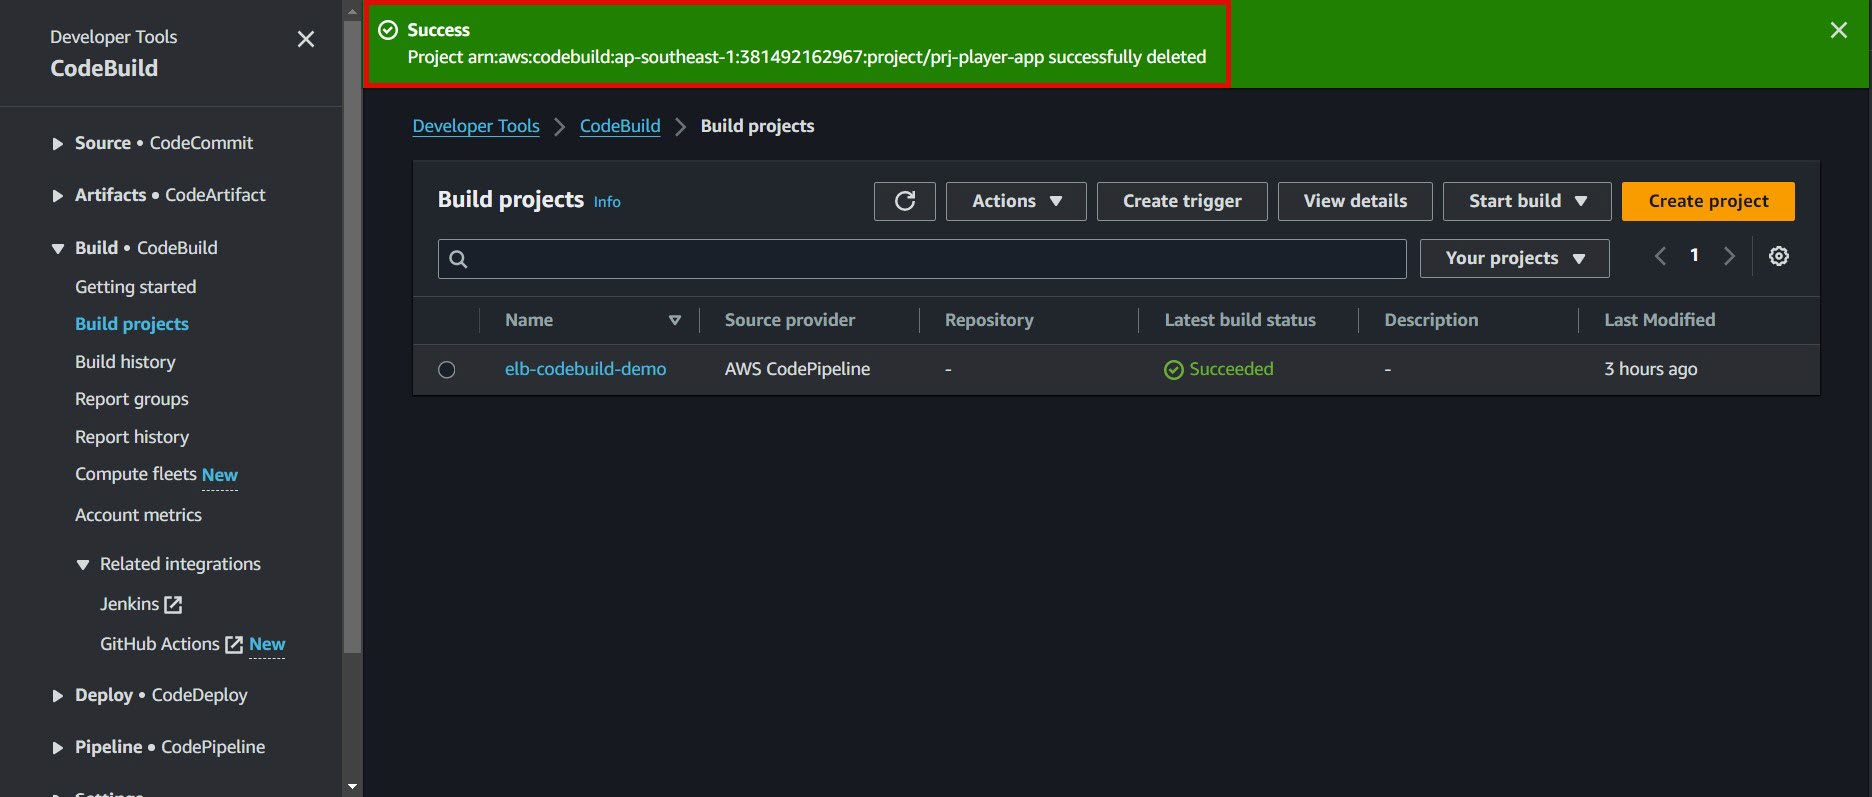 Developer Tools
CodeBuild
Source • CodeCommit
Artifacts • CodeArtifact
Build • CodeBuild
Getting started
Build projects
Build history
Report groups
Report history
Compute fleets New
Account metrics
Related integrations
Jenkins
GitHub Actions New
Deploy • CodeDeploy
Pipeline • CodePipeline
Settings
Success
Project arn:aws:codebuild:ap-southeast-1:381492162967:project/prj-player-app successfully deleted
Developer Tools CodeBuild Build projects
Build projects Info
Actions Create trigger View details Start build Create project
Your projects 1
Name Source provider Repository Latest build status Description Last Modified
elb-codebuild-demo AWS CodePipeline - Succeeded - 3 hours ago